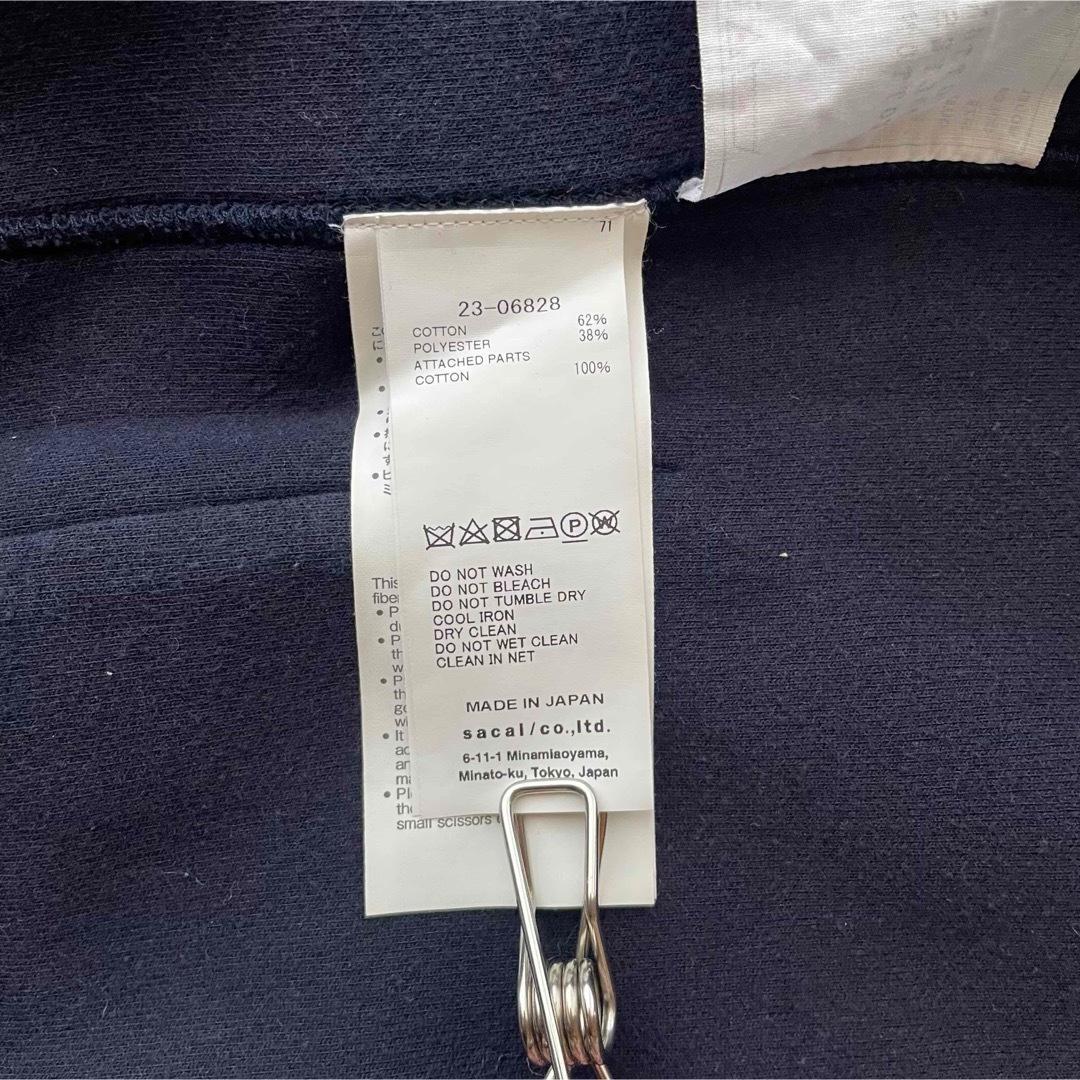 71
23-06828
COTTON 62%
POLYESTER 38%
ATTACHED PARTS
COTTON 100%
P W
DO NOT WASH
DO NOT BLEACH
DO NOT TUMBLE DRY
COOL IRON
DRY CLEAN
DO NOT WET CLEAN
CLEAN IN NET
MADE IN JAPAN
sacai/co.,ltd.
6-11-1 Minamiaoyama,
Minato-ku, Tokyo, Japan
This
small scissors